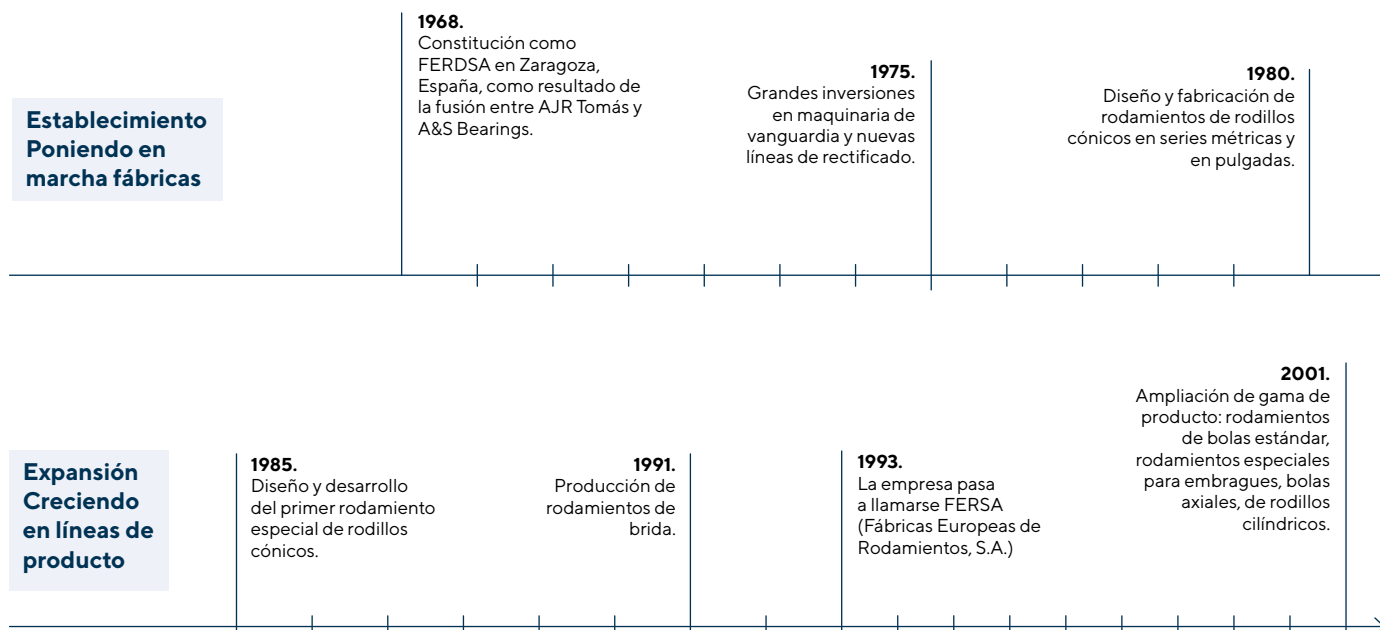 Establecimiento
Poniendo en
marcha fábricas
1968.
Constitución como
FERDSA en Zaragoza,
España, como resultado de
la fusión entre AJR Tomás y
A&S Bearings.
1975.
Grandes inversiones
en maquinaria de
vanguardia y nuevas
líneas de rectificado.
1980.
Diseño y fabricación de
rodamientos de rodillos
cónicos en series métricas y
en pulgadas.
Expansión
Creciendo
en líneas de
producto
1985.
Diseño y desarrollo
del primer rodamiento
especial de rodillos
cónicos.
1991.
Producción de
rodamientos de
brida.
1993.
La empresa pasa
a llamarse FERSA
(Fábricas Europeas de
Rodamientos, S.A.)
2001.
Ampliación de gama de
producto: rodamientos
de bolas estándar,
rodamientos especiales
para embragues, bolas
axiales, de rodillos
cilíndricos.